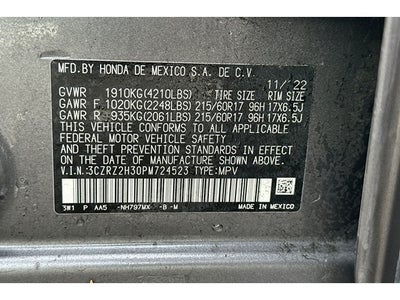 MFD.BY HONDA DE MEXICO S.A. DE C.V.
11/22
GVWR 1910KG(4210LBS) TIRE SIZE RIM SIZE
GAWR F 1020KG(2248LBS) 215/60R17 96H 17X6.5J
GAWR R 935KG(2061LBS) 215/60R17 96H 17X6.5J
THIS VEHICLE CONFORMS TO ALL APPLICABLE
FEDERAL MOTOR VEHICLE SAFETY AND
THEFT PREVENTION STANDARDS IN EFFECT ON
THE DATE OF MANUFACTURE SHOWN ABOVE.
V.I.N:3CZRZ2H30PM724523 TYPE:MPV
3W1 P AA5 -NH797MX -B-M MADE IN MEXICO